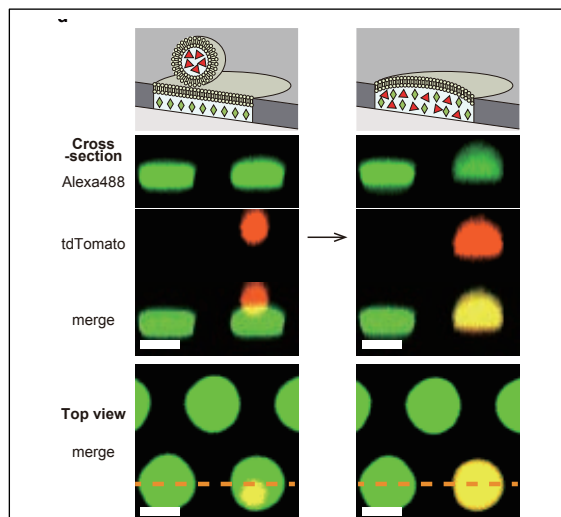 Cross
-section
Alexa488
tdTomato
merge
Top view
merge